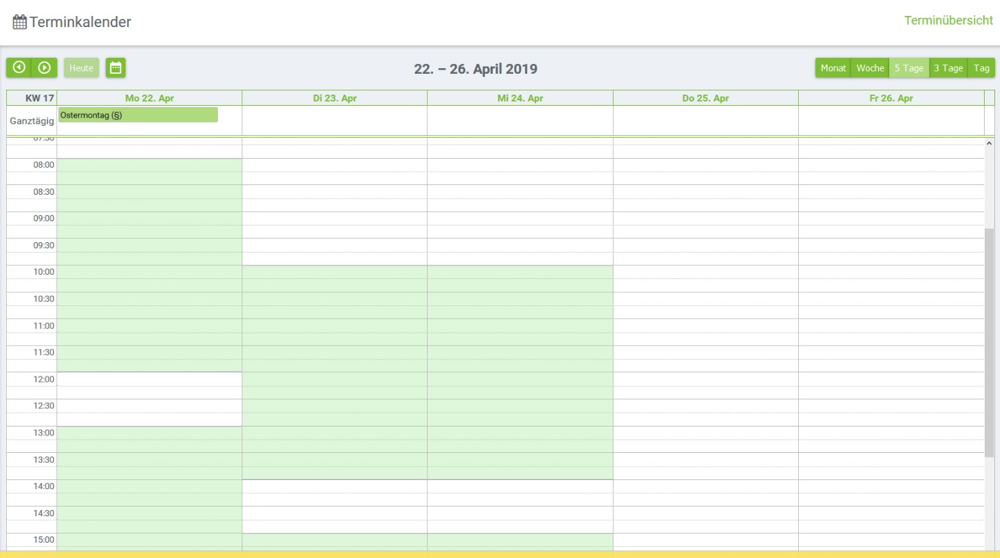 Terminkalender
Terminübersicht
Heute
22. – 26. April 2019
Monat Woche 5 Tage 3 Tage Tag
KW 17 Mo 22. Apr Di 23. Apr Mi 24. Apr Do 25. Apr Fr 26. Apr
Ganztägig Ostermontag (§)
07:30
08:00
08:30
09:00
09:30
10:00
10:30
11:00
11:30
12:00
12:30
13:00
13:30
14:00
14:30
15:00